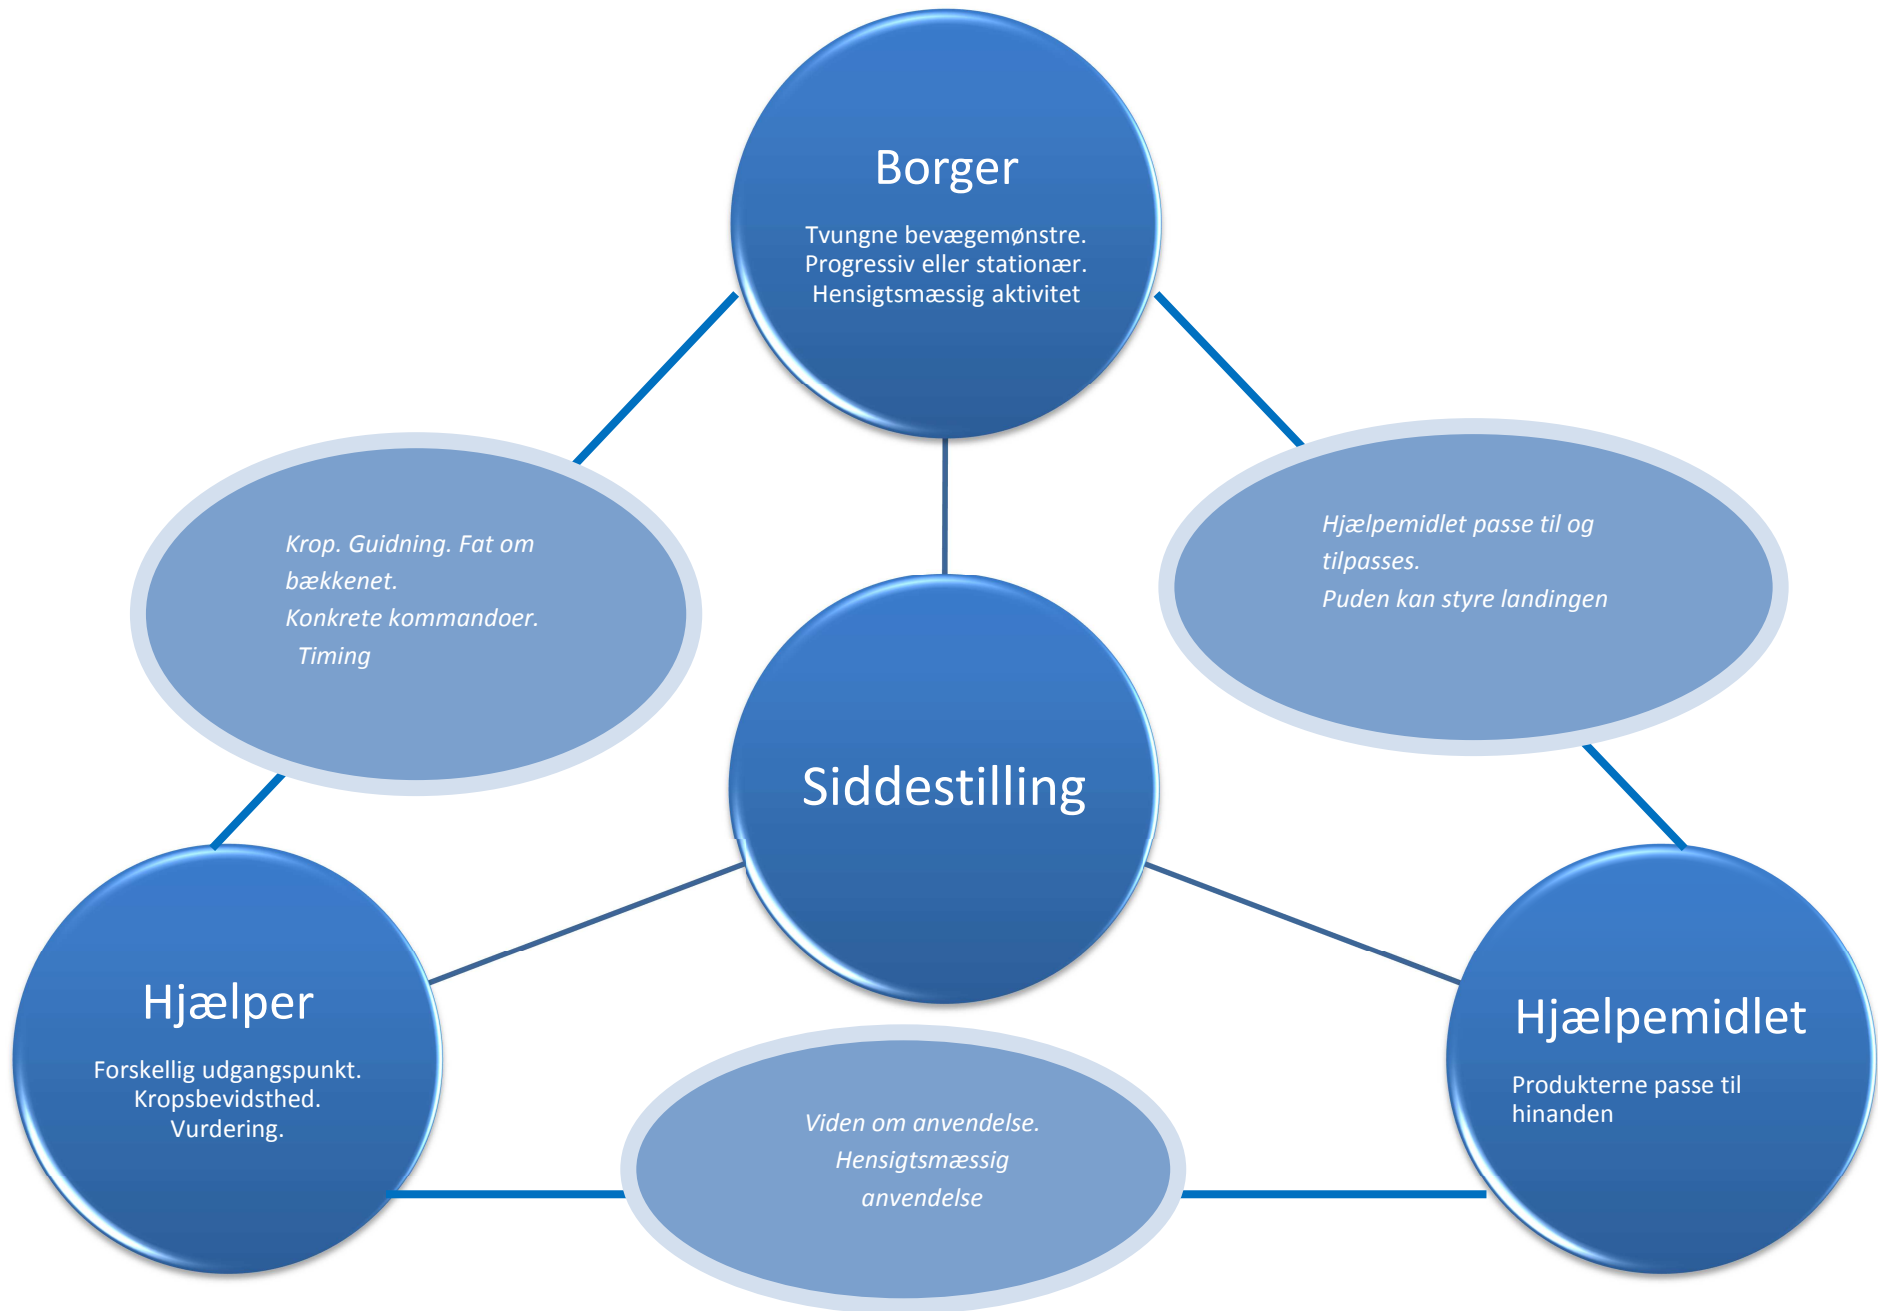 Borger
Tvungne bevægemønstre.
Progressiv eller stationær.
Hensigtsmæssig aktivitet
Krop. Guidning. Fat om
bækkenet.
Konkrete kommandoer.
Timing
Hjælpemidlet passe til og
tilpasses.
Puden kan styre landingen
Siddestilling
Hjælper
Forskellig udgangspunkt.
Kropsbevidsthed.
Vurdering.
Viden om anvendelse.
Hensigtsmæssig
anvendelse
Hjælpemidlet
Produkterne passe til
hinanden